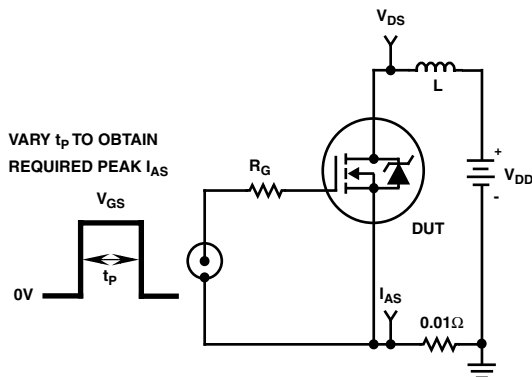 V_DS
L
VARY t_P TO OBTAIN
REQUIRED PEAK I_AS
R_G
+
V_DD
-
V_GS
DUT
t_P
0V
I_AS
0.01Ω